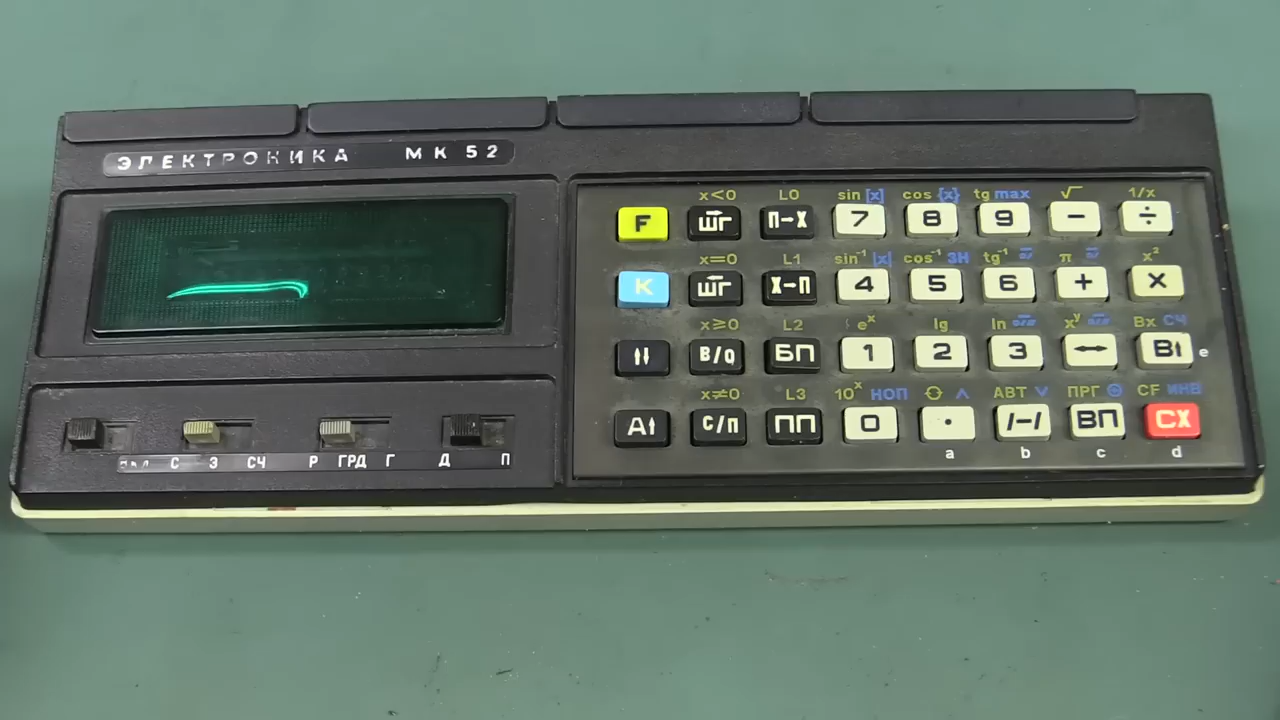 ЭЛЕКТРОНИКА МК 52
x<0 L0 sin [x] cos {x} tg max √ 1/x
F ШГ П→X 7 8 9 − ÷
x=0 L1 sin⁻¹ |x| cos⁻¹ ЗН tg⁻¹ π x²
K ШГ X→П 4 5 6 + ×
x≥0 L2 eˣ lg ln xʸ Вх СЧ
↑↓ В/О БП 1 2 3 ↔ В↑ e
x≠0 L3 10ˣ НОП ⟳ ∧ АВТ ∨ ПРГ ⊕ CF ИНВ
А↑ С/П ПП 0 · /−/ ВП CX
a b c d
С Э СЧ Р ГРД Г Д П